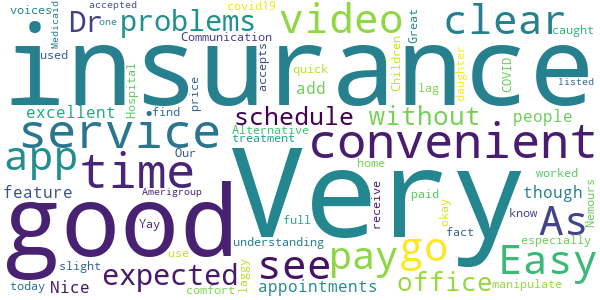 voices
Medicaid
accepted
one
covid19
Dr
problems
Communication
video
clear
caught
used
insurance
Hospital
price
accepts
quick
Great
Children
daughter
COVID
listed
excellent
find
add
lag
schedule
without
people
service
Our
Alternative
treatment
convenient
app
time
home
worked
feature
Amerigroup
Very
paid
receive
okay
know
though
Nemours
good
Yay
full
go
fact
As
especially
understanding
see
pay
Easy
slight
use
laggy
expected
office
today
Nice
comfort
appointments
manipulate